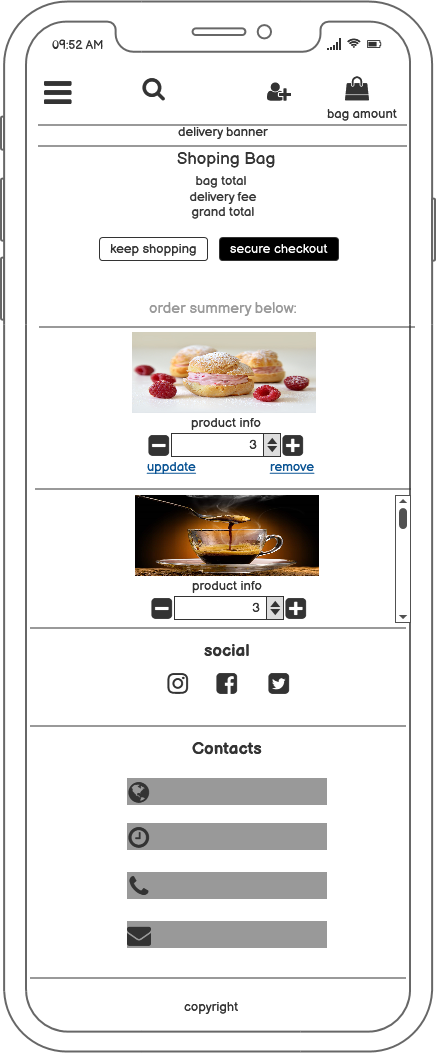 09:52 AM
bag amount
delivery banner
Shoping Bag
bag total
delivery fee
grand total
keep shopping secure checkout
order summery below:
product info
3
uppdate remove
product info
3
social
Contacts
copyright